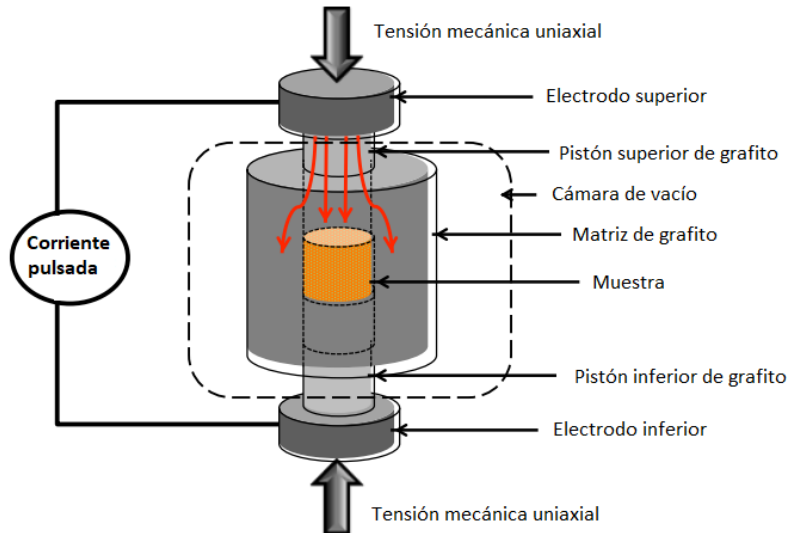 Tensión mecánica uniaxial
Electrodo superior
Pistón superior de grafito
Cámara de vacío
Matriz de grafito
Corriente
pulsada
Muestra
Pistón inferior de grafito
Electrodo inferior
Tensión mecánica uniaxial